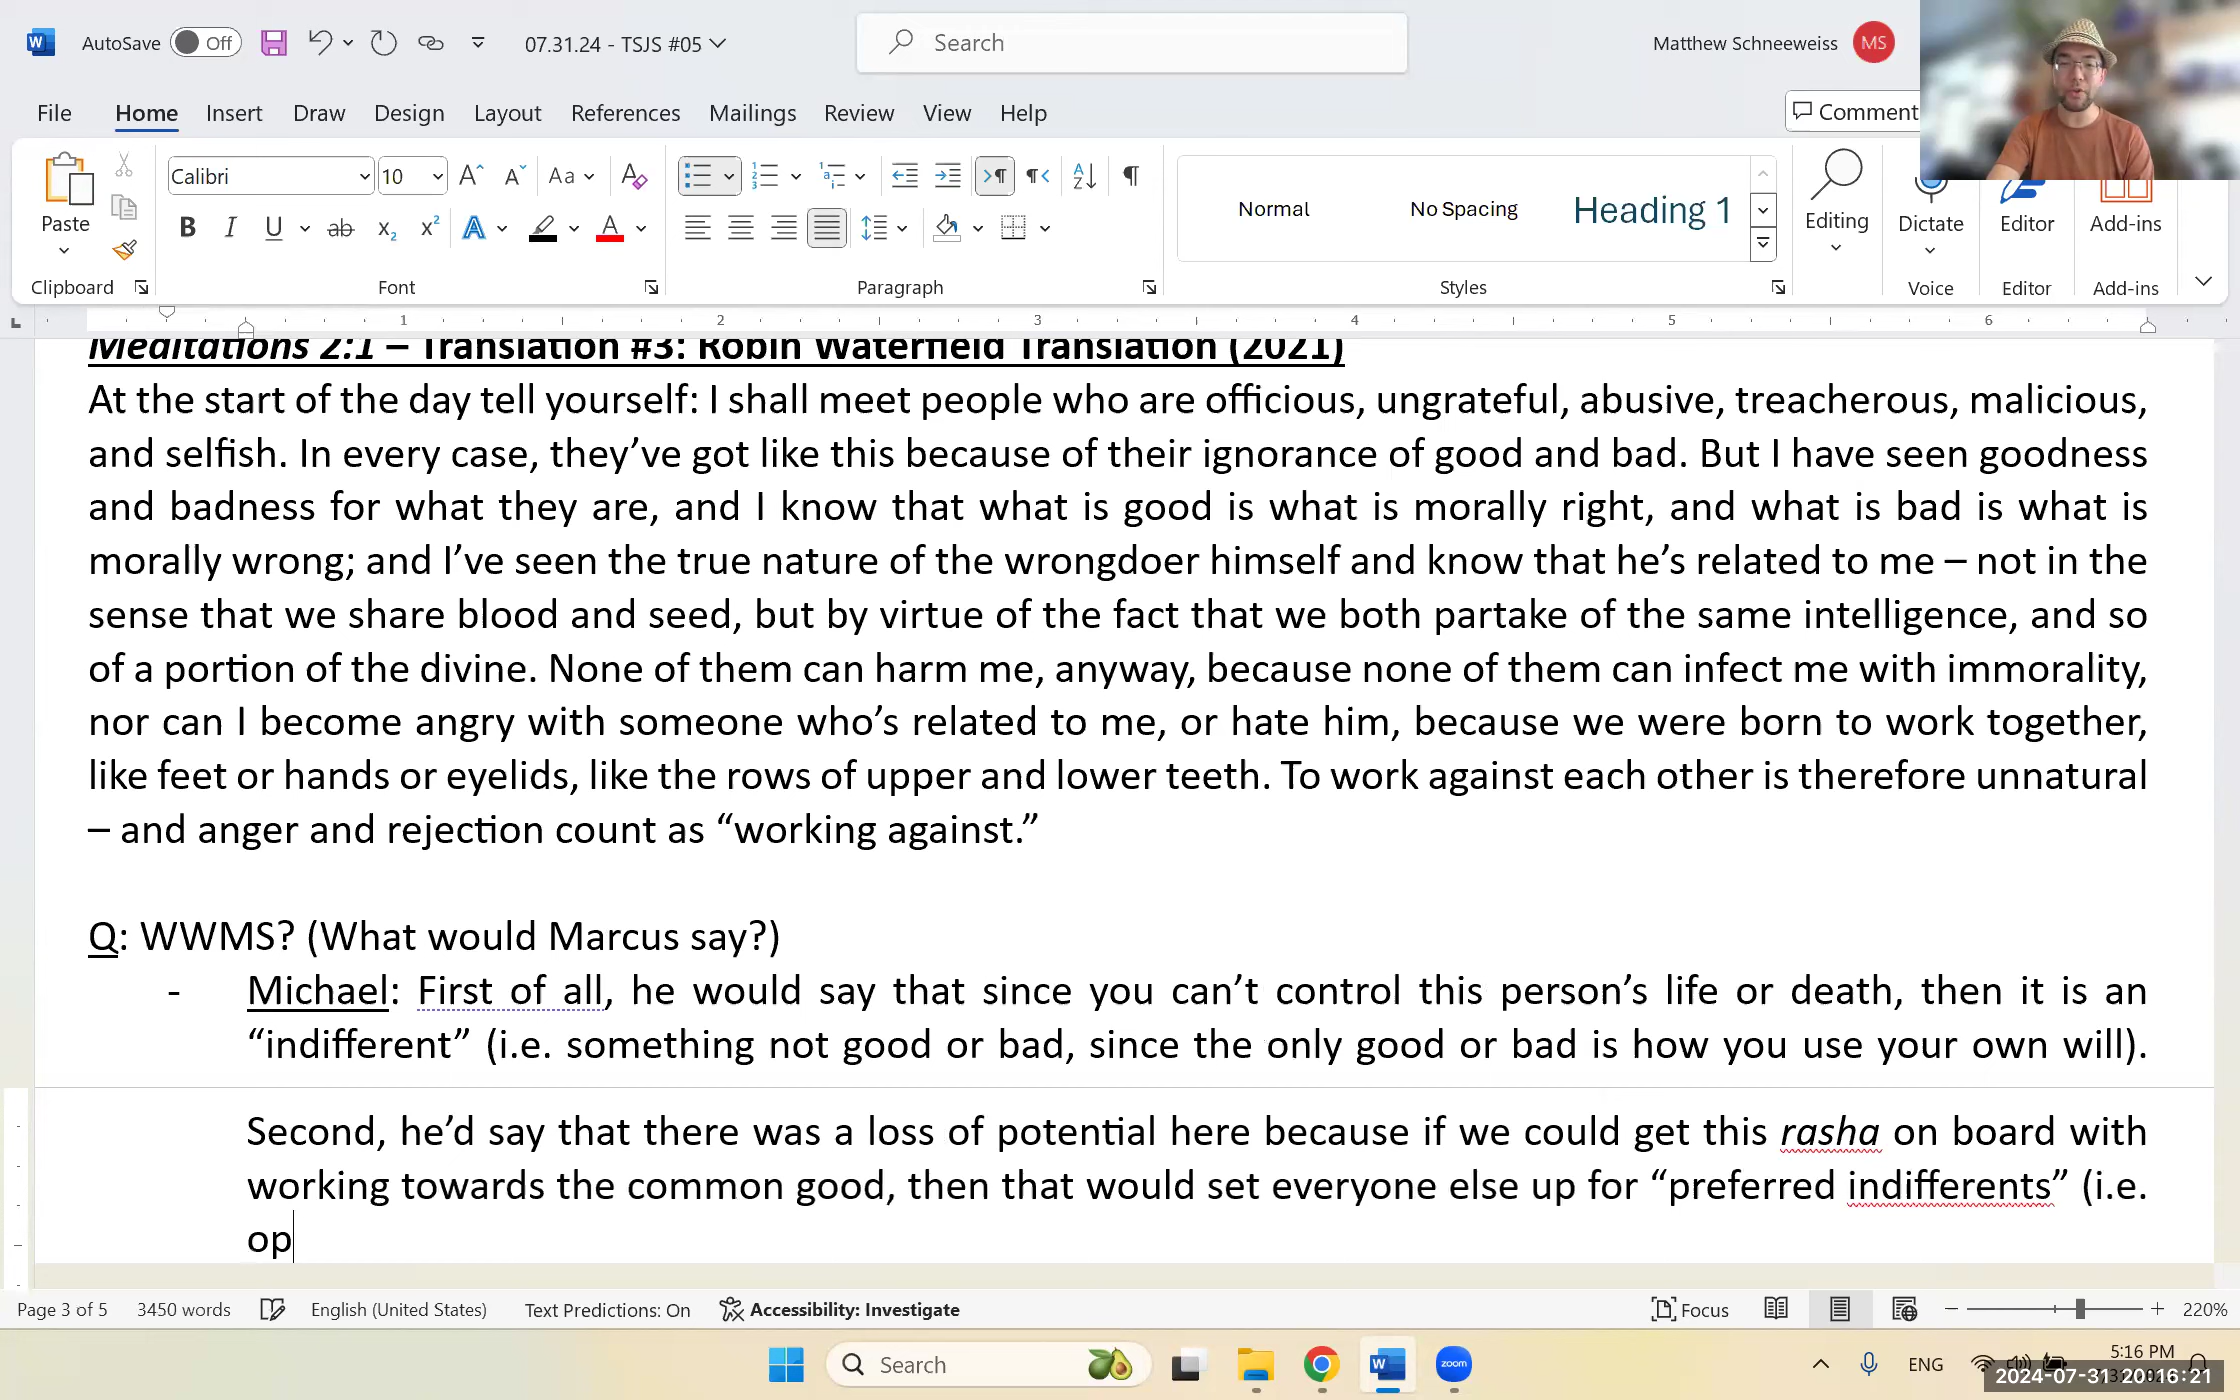 AutoSave Off 07.31.24 - TSJS #05 Search Matthew Schneeweiss MS
File Home Insert Draw Design Layout References Mailings Review View Help Comment
Paste Calibri 10 Normal No Spacing Heading 1 Editing Dictate Editor Add-ins
Clipboard Font Paragraph Styles Voice Editor Add-ins
1 2 3 4 5 6
Meditations 2:1 – Translation #3: Robin Waterfield Translation (2021)
At the start of the day tell yourself: I shall meet people who are officious, ungrateful, abusive, treacherous, malicious,
and selfish. In every case, they’ve got like this because of their ignorance of good and bad. But I have seen goodness
and badness for what they are, and I know that what is good is what is morally right, and what is bad is what is
morally wrong; and I’ve seen the true nature of the wrongdoer himself and know that he’s related to me – not in the
sense that we share blood and seed, but by virtue of the fact that we both partake of the same intelligence, and so
of a portion of the divine. None of them can harm me, anyway, because none of them can infect me with immorality,
nor can I become angry with someone who’s related to me, or hate him, because we were born to work together,
like feet or hands or eyelids, like the rows of upper and lower teeth. To work against each other is therefore unnatural
– and anger and rejection count as “working against.”
Q: WWMS? (What would Marcus say?)
- Michael: First of all, he would say that since you can’t control this person’s life or death, then it is an
“indifferent” (i.e. something not good or bad, since the only good or bad is how you use your own will).
Second, he’d say that there was a loss of potential here because if we could get this rasha on board with
working towards the common good, then that would set everyone else up for “preferred indifferents” (i.e.
op
Page 3 of 5 3450 words English (United States) Text Predictions: On Accessibility: Investigate Focus 220%
Search zoom ENG 5:16 PM
2024-07-31 20:16:21